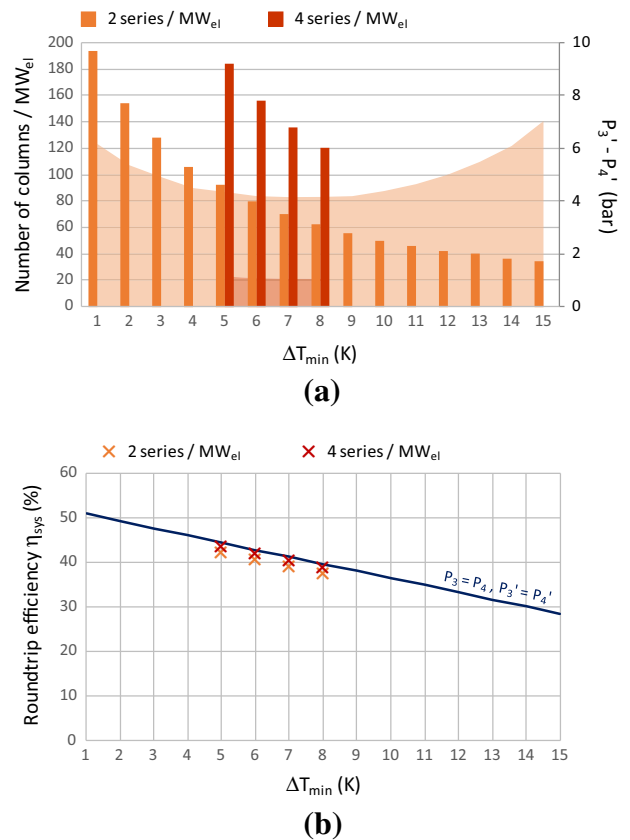 2 series / MWel 4 series / MWel
200 10
180
160 8
140
120 6
100
80 4
60
40 2
20
0 0
Number of columns / MWel
P3' - P4' (bar)
1 2 3 4 5 6 7 8 9 10 11 12 13 14 15
ΔTmin (K)
(a)
2 series / MWel 4 series / MWel
60
50
40
30
20
10
0
Roundtrip efficiency ηsys (%)
P3 = P4 , P3' = P4'
1 2 3 4 5 6 7 8 9 10 11 12 13 14 15
ΔTmin (K)
(b)